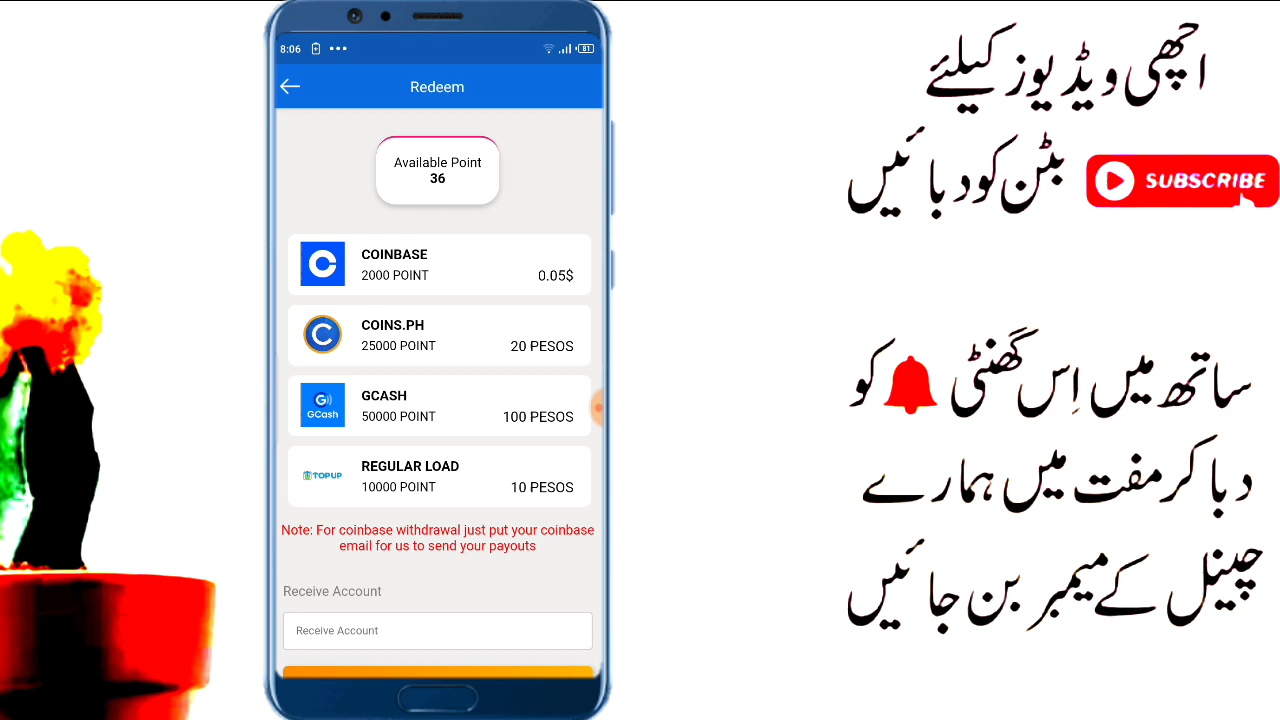 8:06
81
Redeem
Available Point
36
COINBASE
2000 POINT
0.05$
COINS.PH
25000 POINT
20 PESOS
GCash
GCASH
50000 POINT
100 PESOS
TOPUP
REGULAR LOAD
10000 POINT
10 PESOS
Note: For coinbase withdrawal just put your coinbase
email for us to send your payouts
Receive Account
Receive Account
اچھی ویڈیوز کیلئے
SUBSCRIBE بٹن کو دبائیں
ساتھ میں اِس گھنٹی کو
دبا کر مفت میں ہمارے
چینل کے میمبر بن جائیں